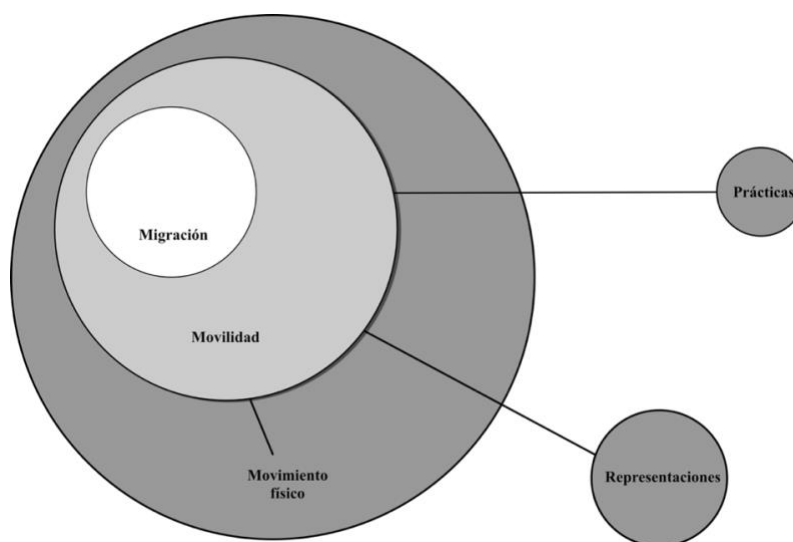 Prácticas
Migración
Movilidad
Movimiento
físico
Representaciones